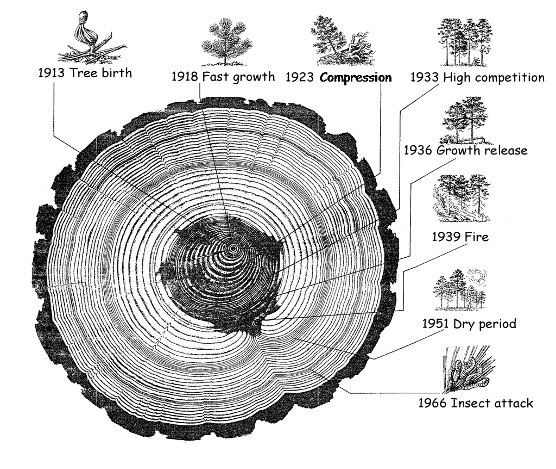 1913 Tree birth
1918 Fast growth
1923 Compression
1933 High competition
1936 Growth release
1939 Fire
1951 Dry period
1966 Insect attack